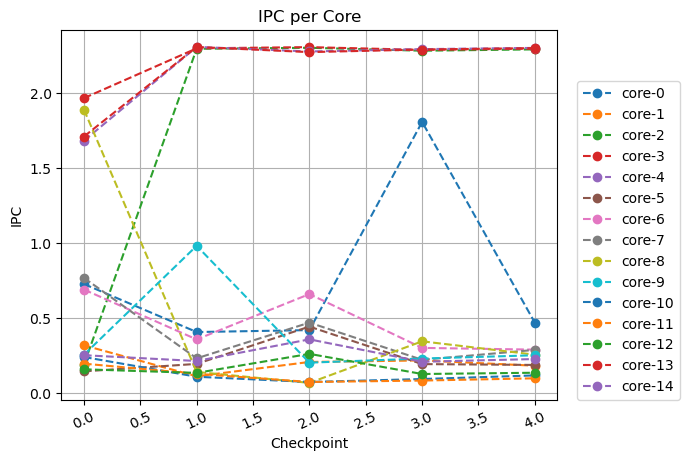 IPC per Core
IPC
2.0
1.5
1.0
0.5
0.0
0.0
0.5
1.0
1.5
2.0
2.5
3.0
3.5
4.0
Checkpoint
core-0
core-1
core-2
core-3
core-4
core-5
core-6
core-7
core-8
core-9
core-10
core-11
core-12
core-13
core-14